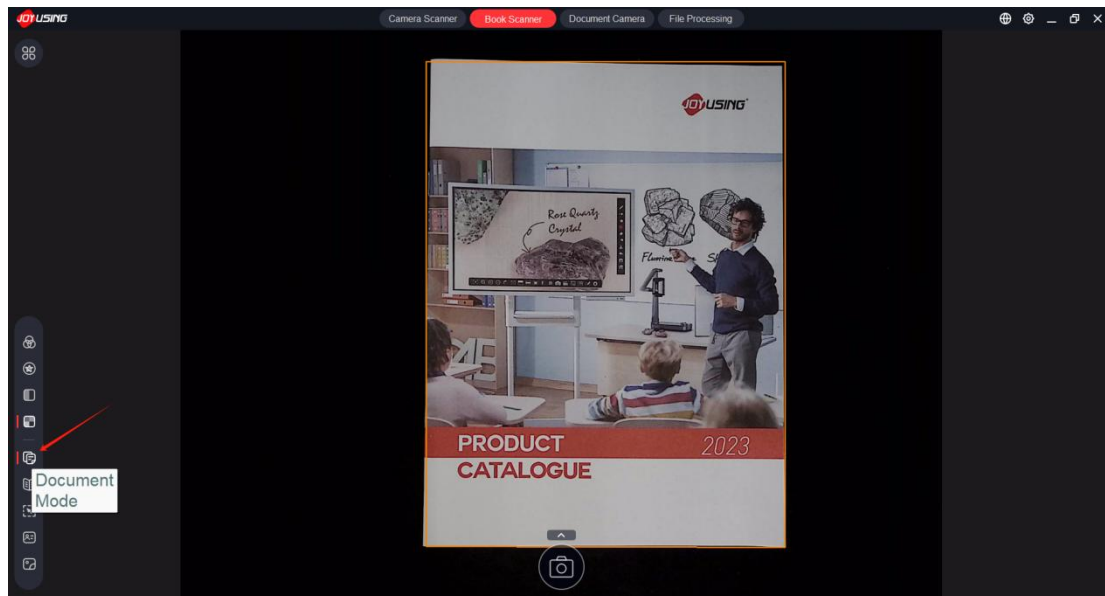 JOYUSING
Camera Scanner
Book Scanner
Document Camera
File Processing
JOYUSING
Rose Quartz
Crystal
PRODUCT
2023
CATALOGUE
Document
Mode